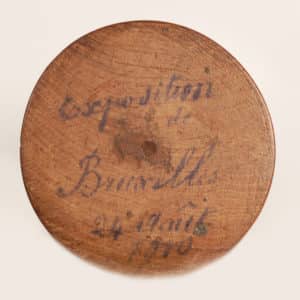 Exposition
de
Bruxelles
24 Août
1910